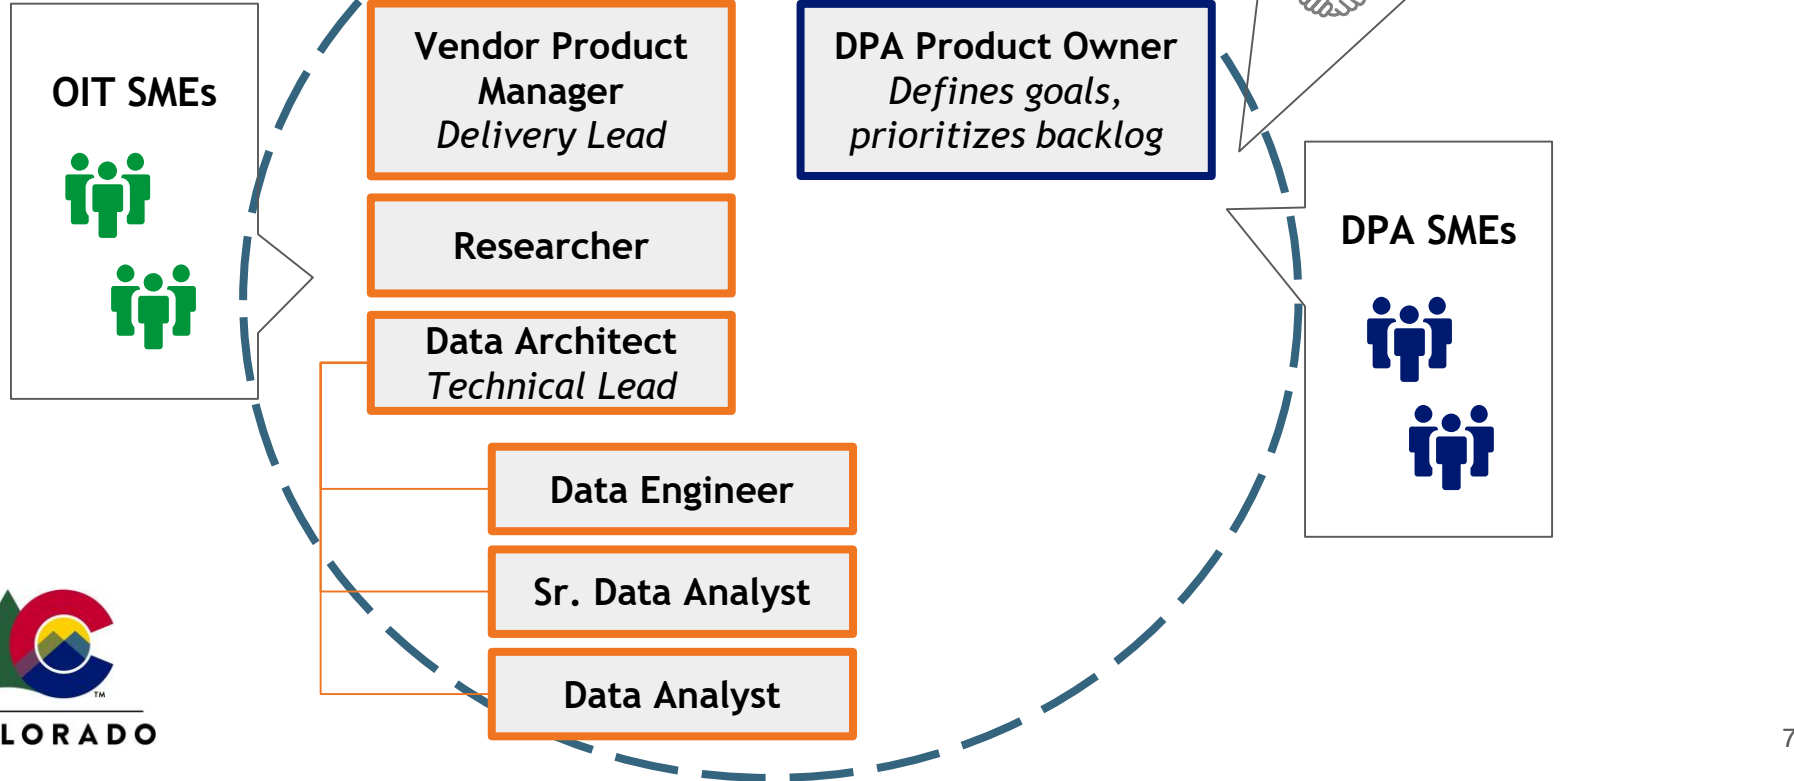 OIT SMEs
Vendor Product
Manager
Delivery Lead
DPA Product Owner
Defines goals,
prioritizes backlog
Researcher
DPA SMEs
Data Architect
Technical Lead
Data Engineer
Sr. Data Analyst
Data Analyst
TM
LORADO
7